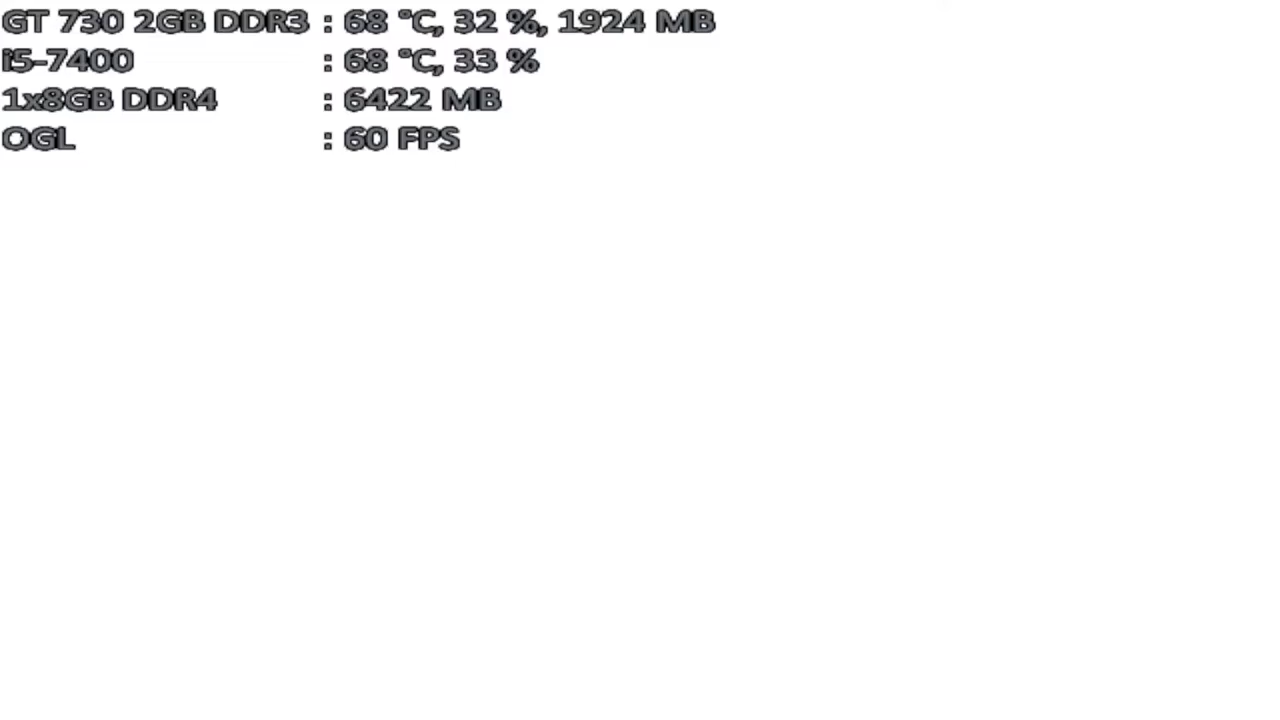 GT 730 2GB DDR3 : 68 °C, 32 %, 1924 MB
i5-7400 : 68 °C, 33 %
1x8GB DDR4 : 6422 MB
OGL : 60 FPS